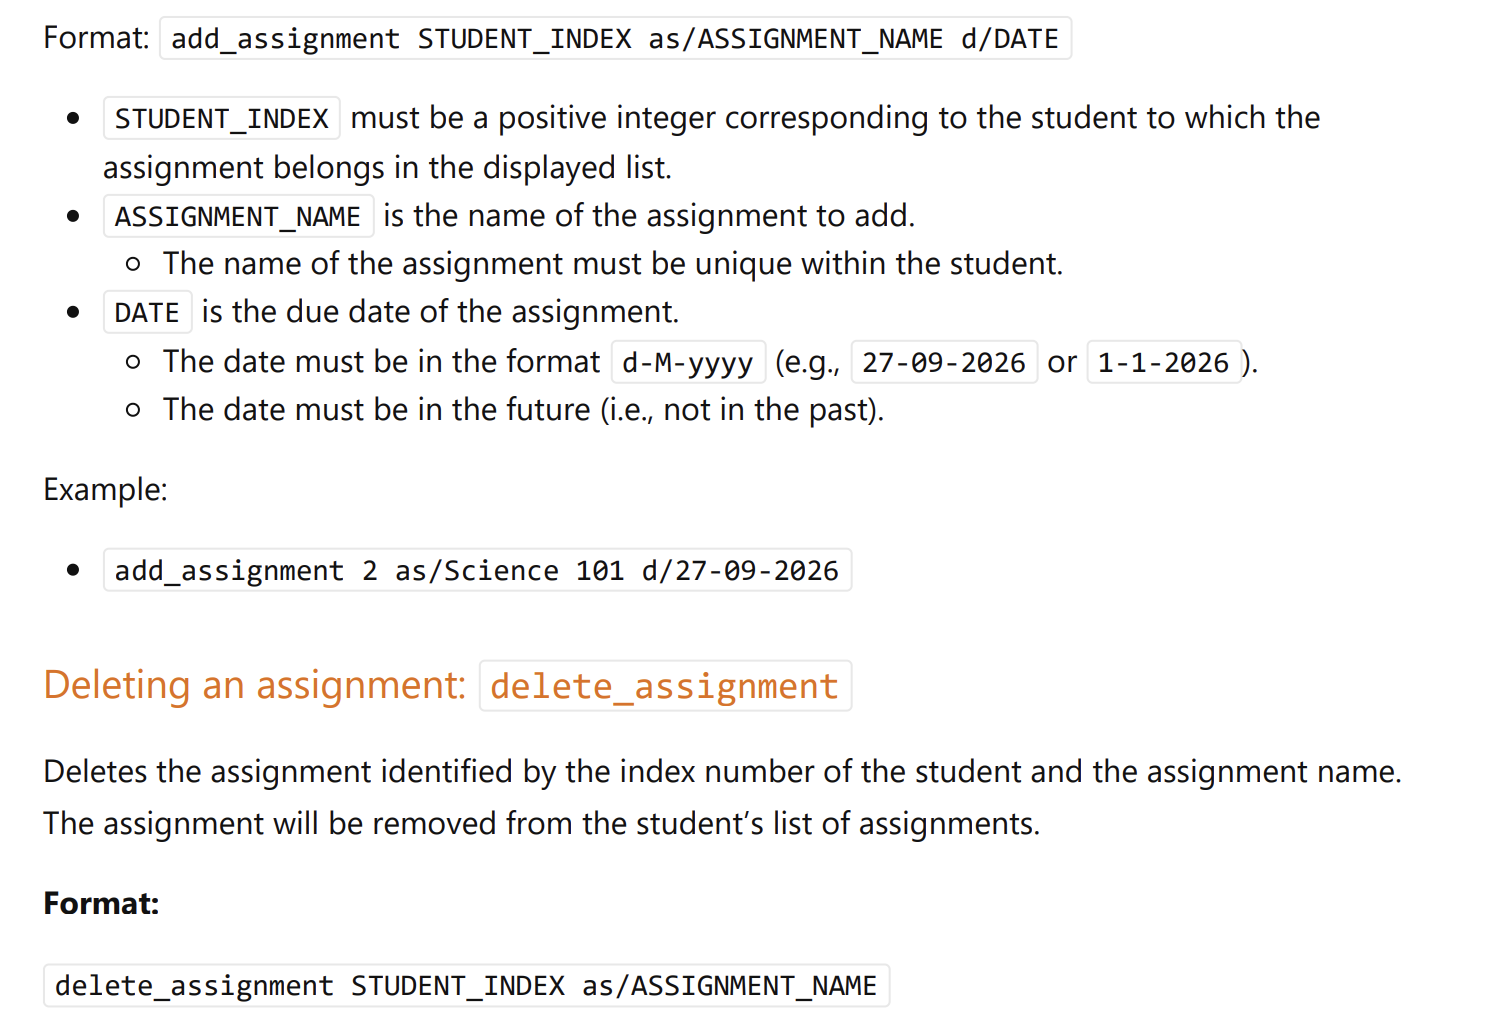 Format: add_assignment STUDENT_INDEX as/ASSIGNMENT_NAME d/DATE
STUDENT_INDEX must be a positive integer corresponding to the student to which the
assignment belongs in the displayed list.
ASSIGNMENT_NAME is the name of the assignment to add.
The name of the assignment must be unique within the student.
DATE is the due date of the assignment.
The date must be in the format d-M-yyyy (e.g., 27-09-2026 or 1-1-2026).
The date must be in the future (i.e., not in the past).
Example:
add_assignment 2 as/Science 101 d/27-09-2026
Deleting an assignment: delete_assignment
Deletes the assignment identified by the index number of the student and the assignment name.
The assignment will be removed from the student’s list of assignments.
Format:
delete_assignment STUDENT_INDEX as/ASSIGNMENT_NAME